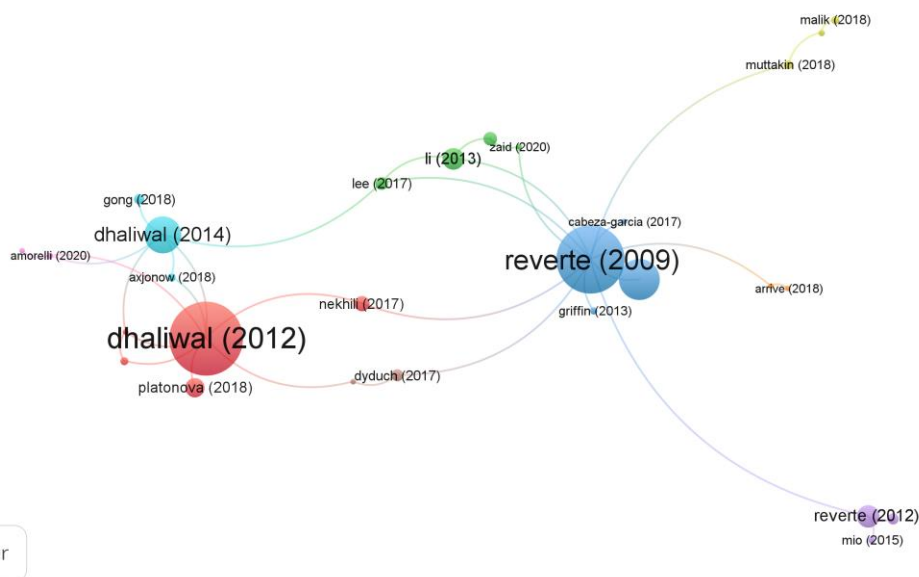 malik (2018)
muttakin (2018)
zaid (2020)
li (2013)
lee (2017)
gong (2018)
cabeza-garcia (2017)
dhaliwal (2014)
amorelli (2020)
reverte (2009)
axjonow (2018)
arrive (2018)
nekhili (2017)
griffin (2013)
dhaliwal (2012)
dyduch (2017)
platonova (2018)
reverte (2012)
mio (2015)
r